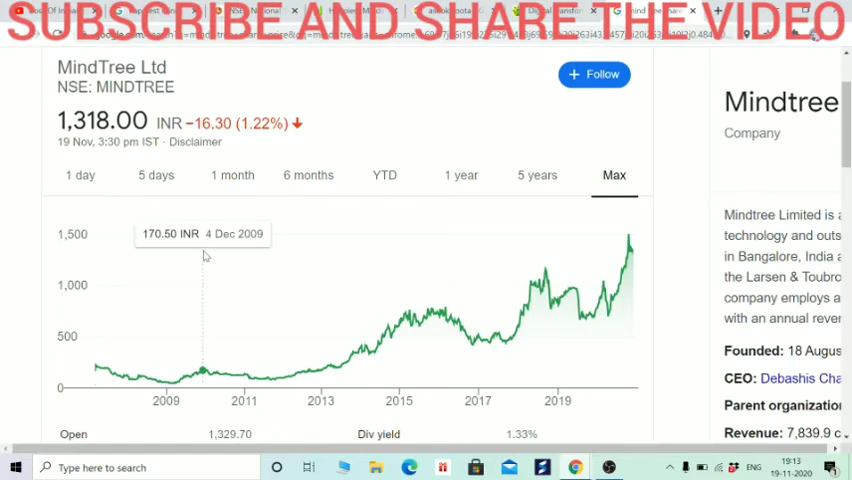 SUBSCRIBE AND SHARE THE VIDEO
MindTree Ltd
NSE: MINDTREE
+ Follow
1,318.00 INR −16.30 (1.22%)
19 Nov, 3:30 pm IST · Disclaimer
1 day 5 days 1 month 6 months YTD 1 year 5 years Max
170.50 INR 4 Dec 2009
1,500
1,000
500
0
2009 2011 2013 2015 2017 2019
Open 1,329.70 Div yield 1.33%
Mindtree
Company
Mindtree Limited is a
technology and outs
in Bangalore, India a
the Larsen & Toubro
company employs a
with an annual reven
Founded: 18 Augus
CEO: Debashis Cha
Parent organization
Revenue: 7,839.9 c
Type here to search
ENG
19:13
19-11-2020